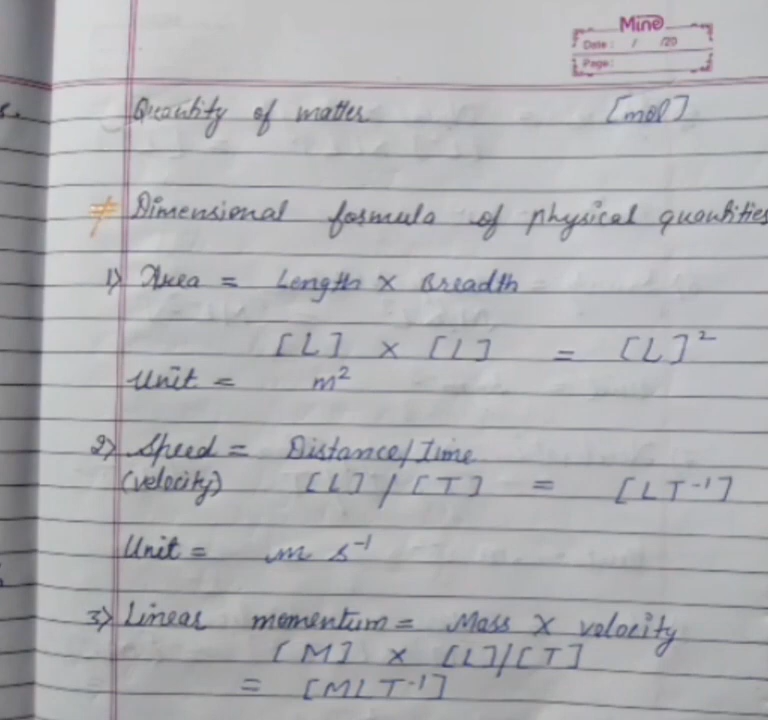 Mine
Date : / /20
Page:
Quantity of matter [mol]
≠ Dimensional formula of physical quantities
1) Area = Length × Breadth
[L] × [L] = [L]²
Unit = m²
2) Speed = Distance/Time
(velocity) [L] / [T] = [LT⁻¹]
Unit = m s⁻¹
3) Linear momentum = Mass × velocity
[M] × [L]/[T]
= [MLT⁻¹]